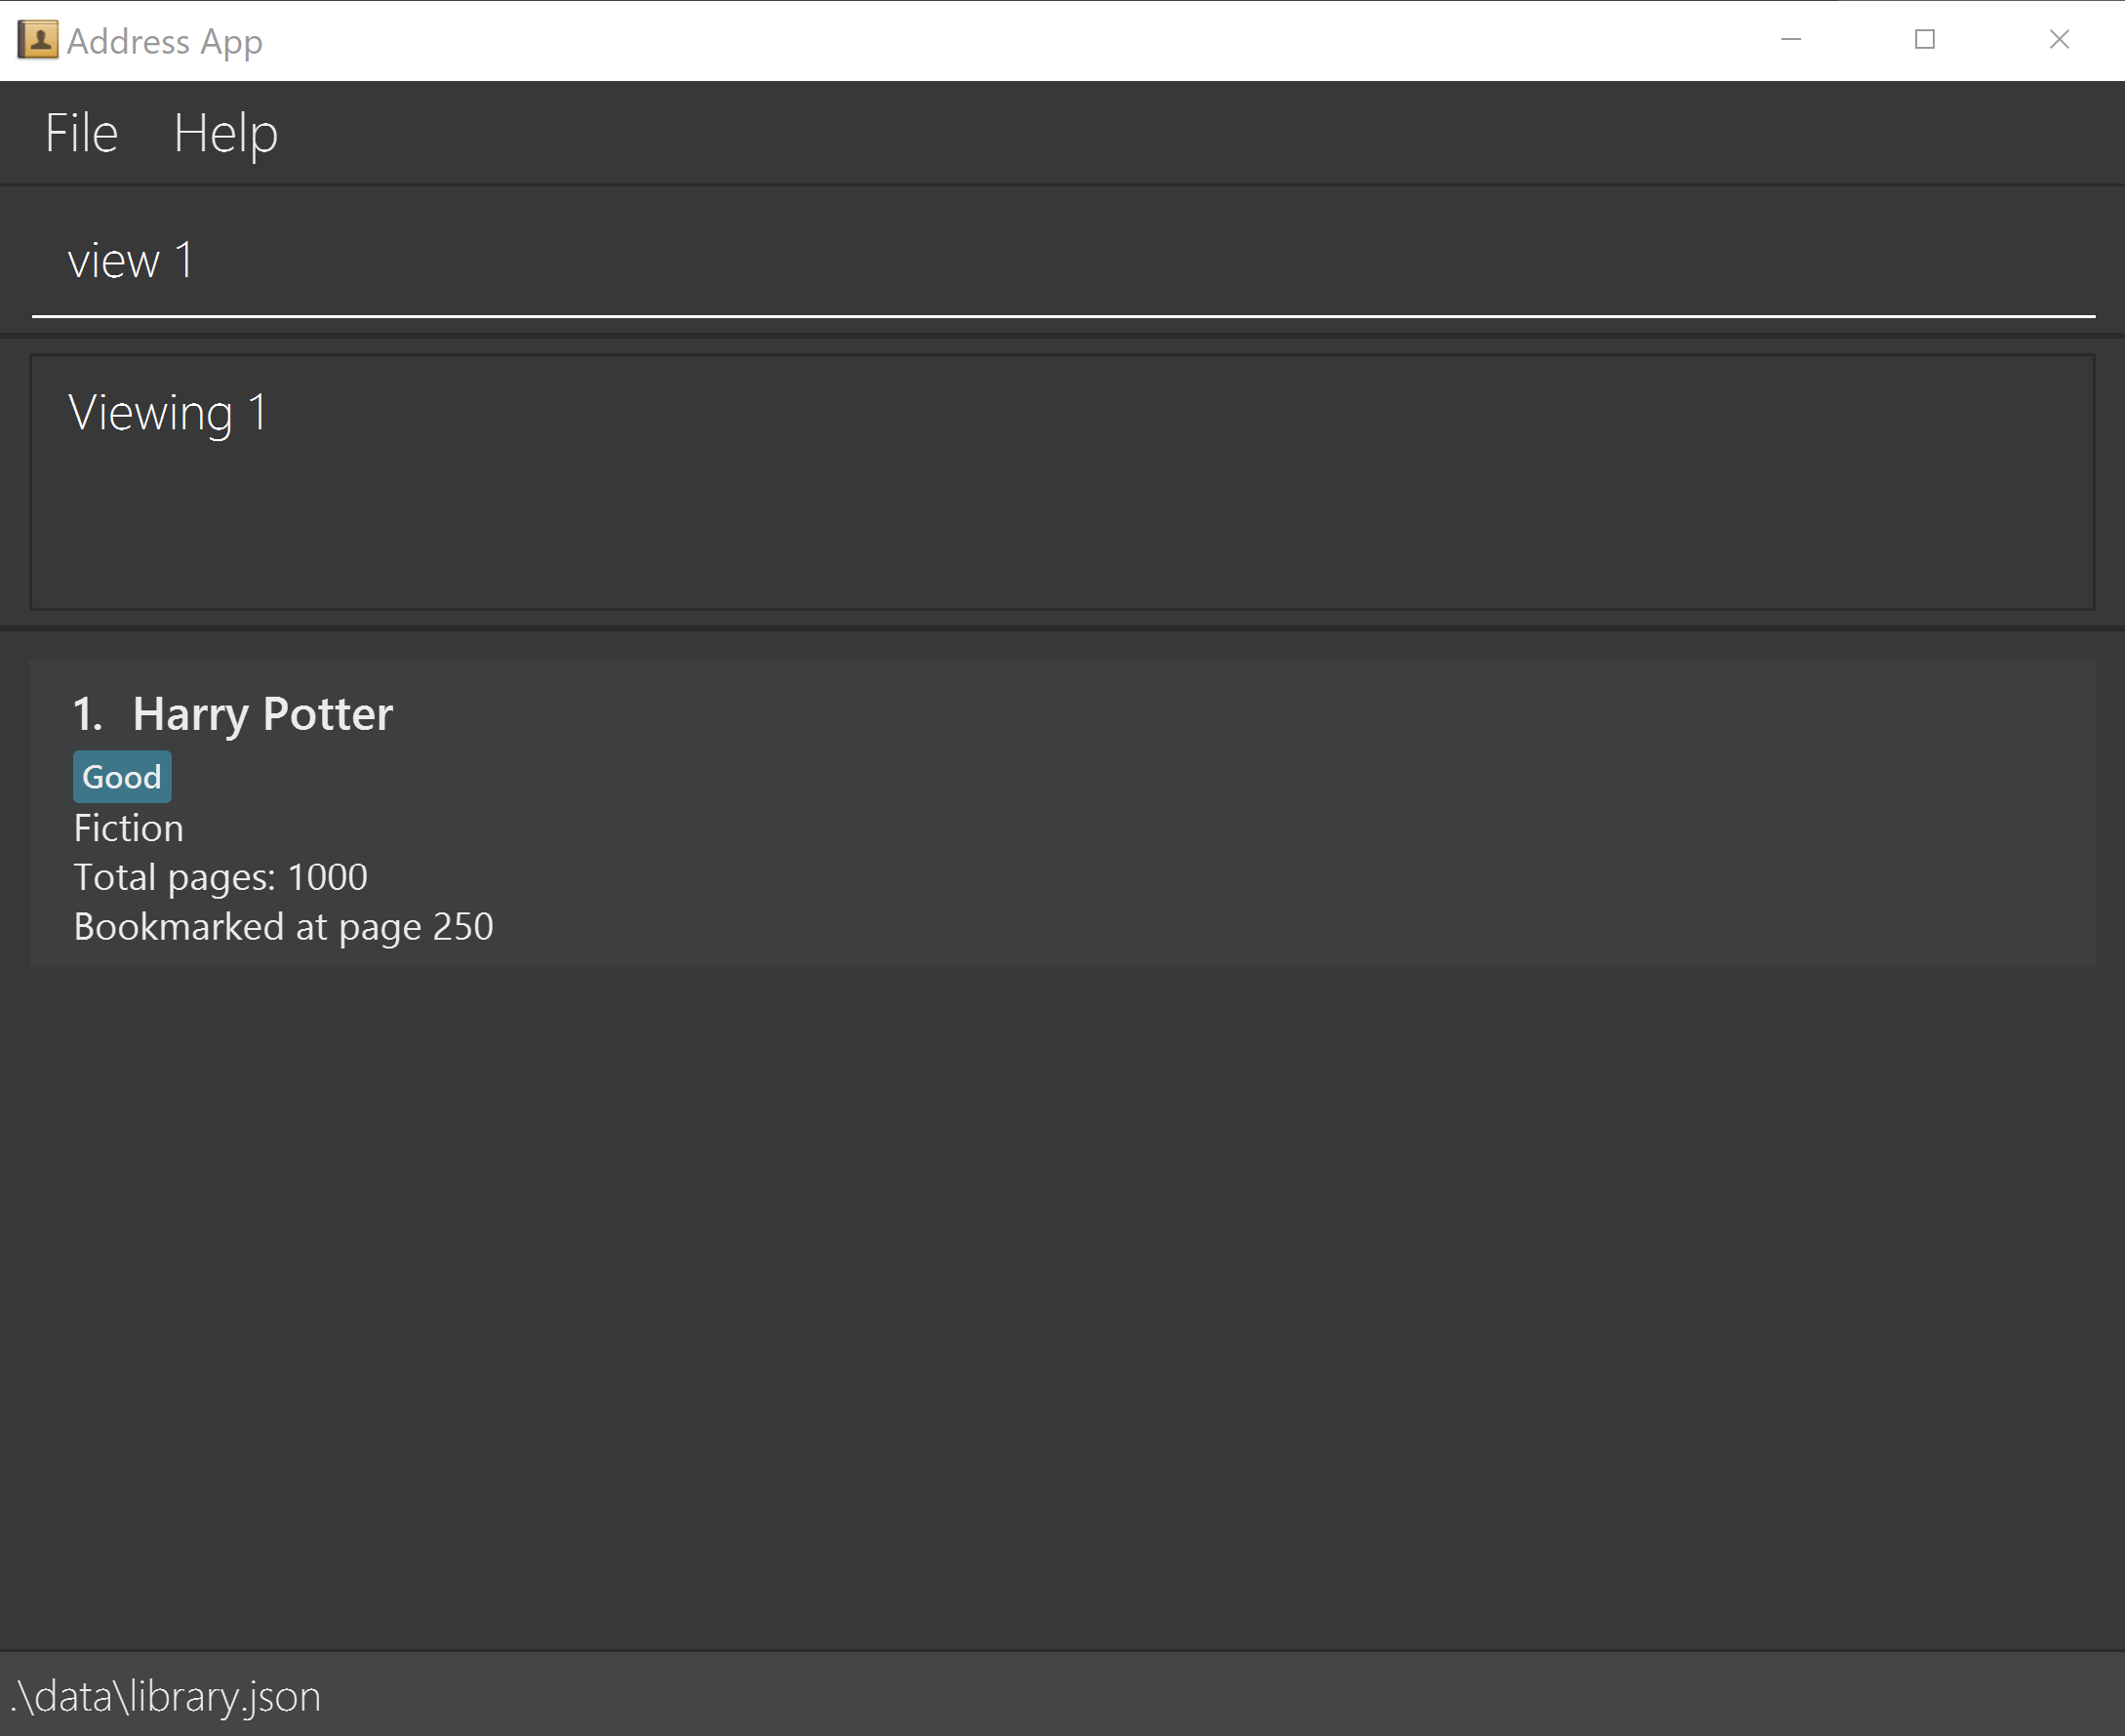 Address App
File Help
view 1
Viewing 1
1. Harry Potter
Good
Fiction
Total pages: 1000
Bookmarked at page 250
.\data\library.json